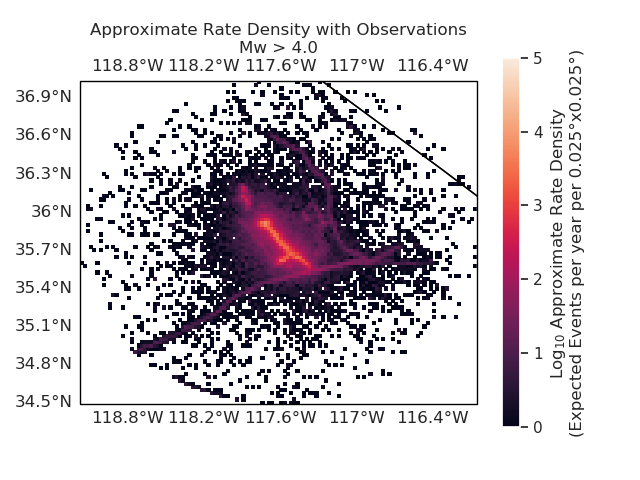 Approximate Rate Density with Observations
Mw > 4.0
118.8°W 118.2°W 117.6°W 117°W 116.4°W
36.9°N
36.6°N
36.3°N
36°N
35.7°N
35.4°N
35.1°N
34.8°N
34.5°N
118.8°W 118.2°W 117.6°W 117°W 116.4°W
5
4
3
2
1
0
Log₁₀ Approximate Rate Density
(Expected Events per year per 0.025°x0.025°)